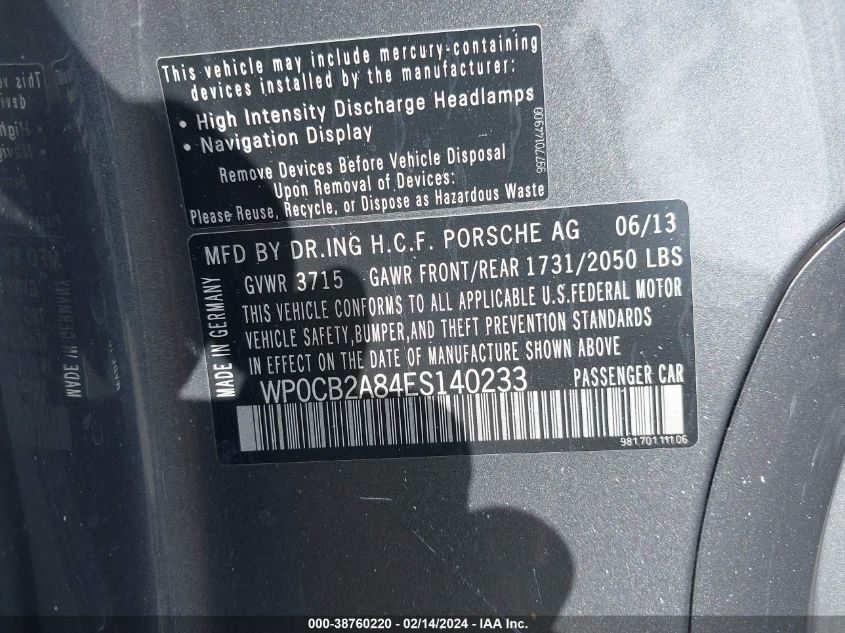 This vehicle may include mercury-containing
devices installed by the manufacturer:
• High Intensity Discharge Headlamps
• Navigation Display
Remove Devices Before Vehicle Disposal
Upon Removal of Devices:
Please Reuse, Recycle, or Dispose as Hazardous Waste
99770144900
MFD BY DR.ING H.C.F. PORSCHE AG 06/13
GVWR 3715 GAWR FRONT/REAR 1731/2050 LBS
THIS VEHICLE CONFORMS TO ALL APPLICABLE U.S.FEDERAL MOTOR
VEHICLE SAFETY,BUMPER,AND THEFT PREVENTION STANDARDS
IN EFFECT ON THE DATE OF MANUFACTURE SHOWN ABOVE
WP0CB2A84ES140233 PASSENGER CAR
MADE IN GERMANY
981.701.111.06
000-38760220 - 02/14/2024 - IAA Inc.